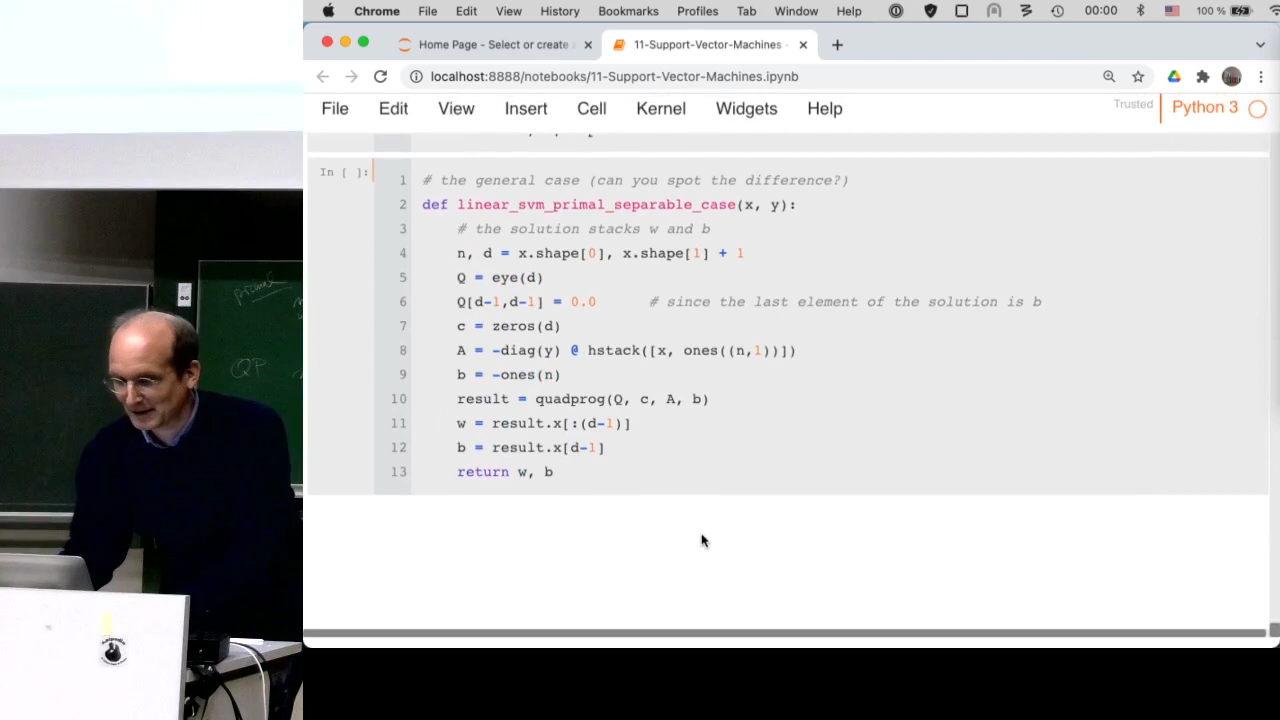 Chrome File Edit View History Bookmarks Profiles Tab Window Help 00:00 100 %
Home Page - Select or create
11-Support-Vector-Machines -
localhost:8888/notebooks/11-Support-Vector-Machines.ipynb
File Edit View Insert Cell Kernel Widgets Help
Trusted
Python 3
In [ ]:
1 # the general case (can you spot the difference?)
2 def linear_svm_primal_separable_case(x, y):
3 # the solution stacks w and b
4 n, d = x.shape[0], x.shape[1] + 1
5 Q = eye(d)
6 Q[d-1,d-1] = 0.0 # since the last element of the solution is b
7 c = zeros(d)
8 A = -diag(y) @ hstack([x, ones((n,1))])
9 b = -ones(n)
10 result = quadprog(Q, c, A, b)
11 w = result.x[:(d-1)]
12 b = result.x[d-1]
13 return w, b
primal
QP